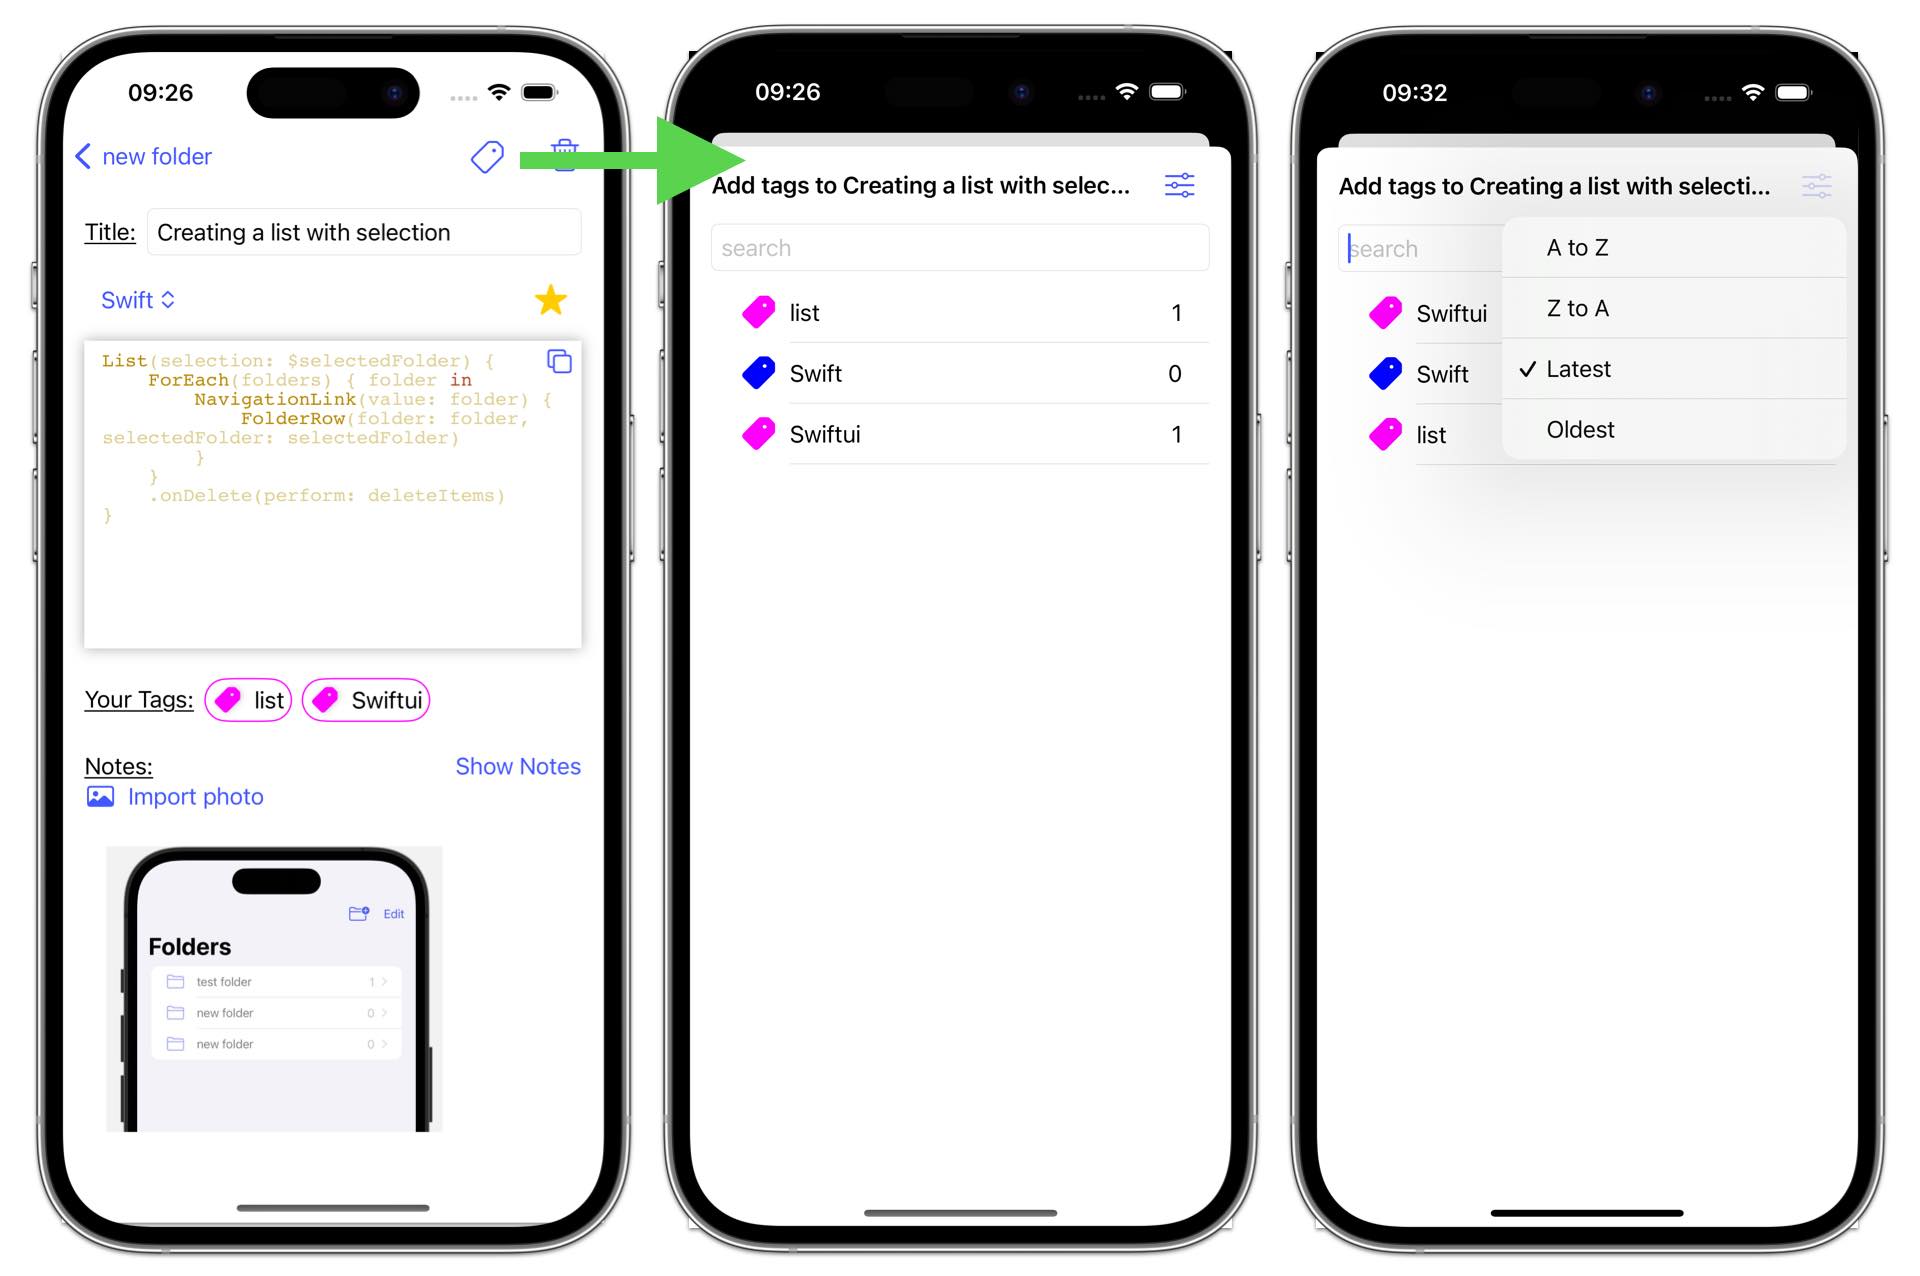 09:26
new folder
Title:
Creating a list with selection
Swift
List(selection: $selectedFolder) {
ForEach(folders) { folder in
NavigationLink(value: folder) {
FolderRow(folder: folder,
selectedFolder: selectedFolder)
}
}
.onDelete(perform: deleteItems)
}
Your Tags:
list
Swiftui
Notes:
Show Notes
Import photo
Edit
Folders
test folder 1
new folder 0
new folder 0
09:26
Add tags to Creating a list with selec...
search
list 1
Swift 0
Swiftui 1
09:32
Add tags to Creating a list with selecti...
search
Swiftui
Swift
list
A to Z
Z to A
Latest
Oldest